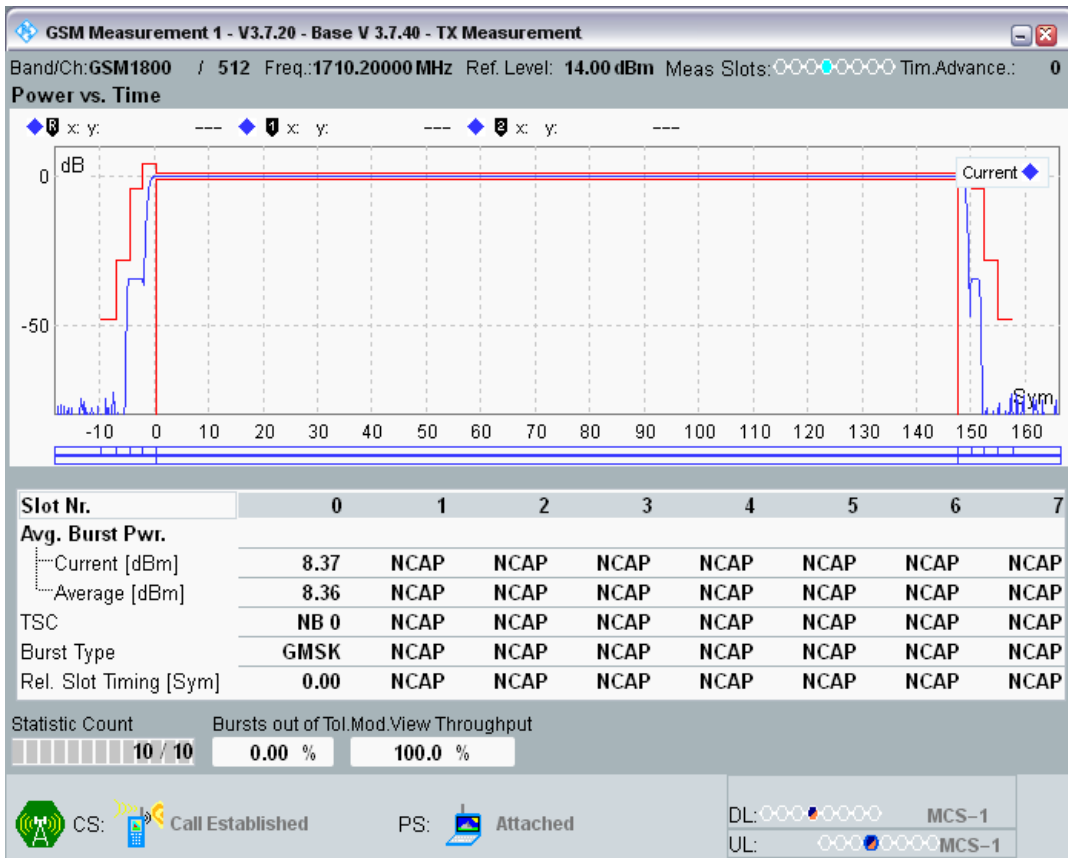 GSM Measurement 1 - V3.7.20 - Base V 3.7.40 - TX Measurement
Band/Ch:GSM1800 / 512 Freq.:1710.20000 MHz Ref. Level: 14.00 dBm Meas Slots: Tim.Advance.: 0
Power vs. Time
R x: y: --- 1 x: y: --- 2 x: y: ---
dB
Current
0
-50
Sym
-10 0 10 20 30 40 50 60 70 80 90 100 110 120 130 140 150 160
Slot Nr. 0 1 2 3 4 5 6 7
Avg. Burst Pwr.
Current [dBm] 8.37 NCAP NCAP NCAP NCAP NCAP NCAP NCAP
Average [dBm] 8.36 NCAP NCAP NCAP NCAP NCAP NCAP NCAP
TSC NB 0 NCAP NCAP NCAP NCAP NCAP NCAP NCAP
Burst Type GMSK NCAP NCAP NCAP NCAP NCAP NCAP NCAP
Rel. Slot Timing [Sym] 0.00 NCAP NCAP NCAP NCAP NCAP NCAP NCAP
Statistic Count Bursts out of Tol.Mod.View Throughput
10 / 10 0.00 % 100.0 %
CS: Call Established PS: Attached
DL: MCS-1
UL: MCS-1